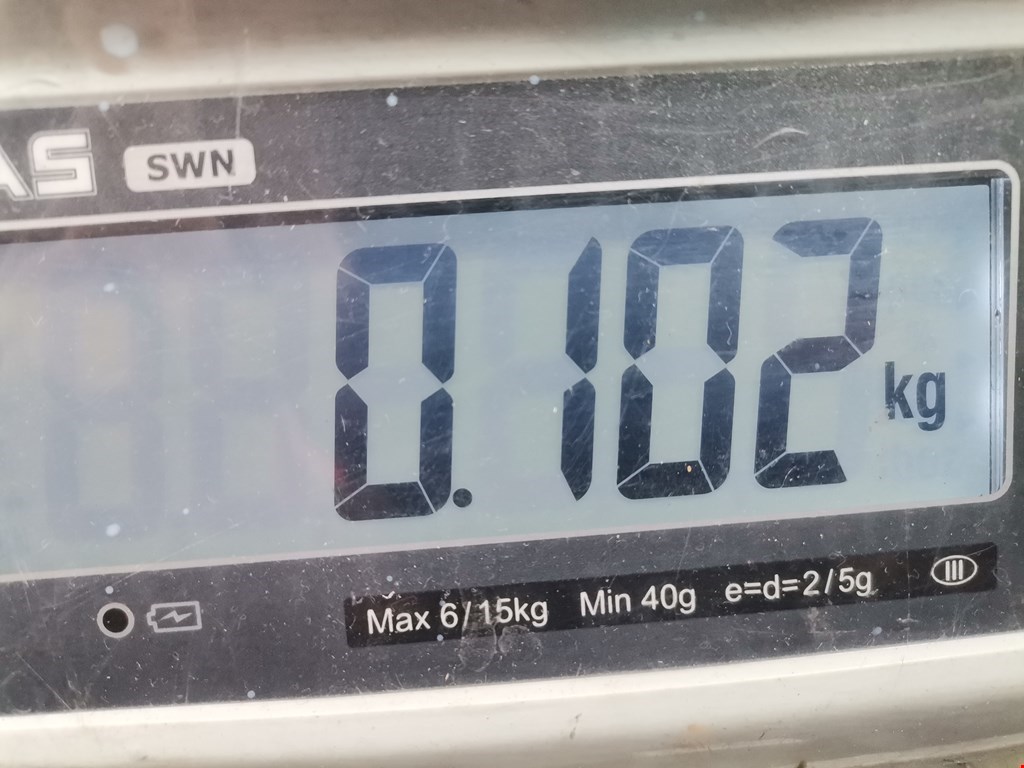 AS SWN
0.102 kg
Max 6/15kg Min 40g e=d=2/5g III